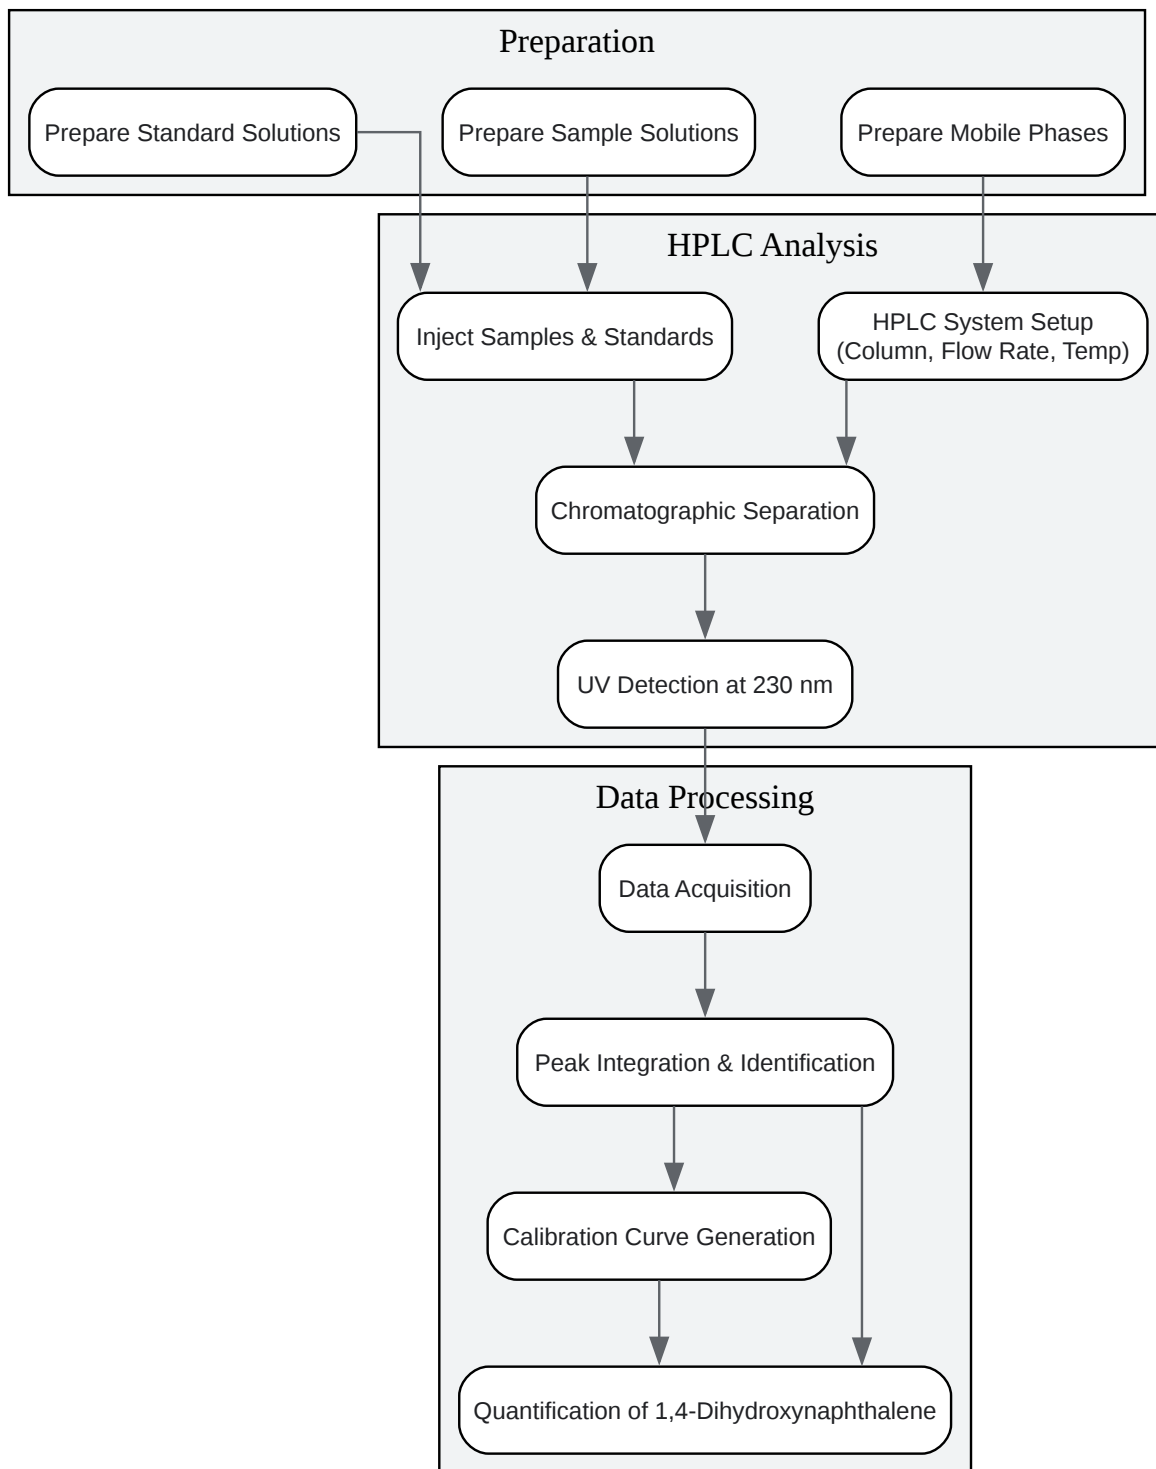 Preparation
Prepare Standard Solutions
Prepare Sample Solutions
Prepare Mobile Phases
HPLC Analysis
Inject Samples & Standards
HPLC System Setup
(Column, Flow Rate, Temp)
Chromatographic Separation
UV Detection at 230 nm
Data Processing
Data Acquisition
Peak Integration & Identification
Calibration Curve Generation
Quantification of 1,4-Dihydroxynaphthalene